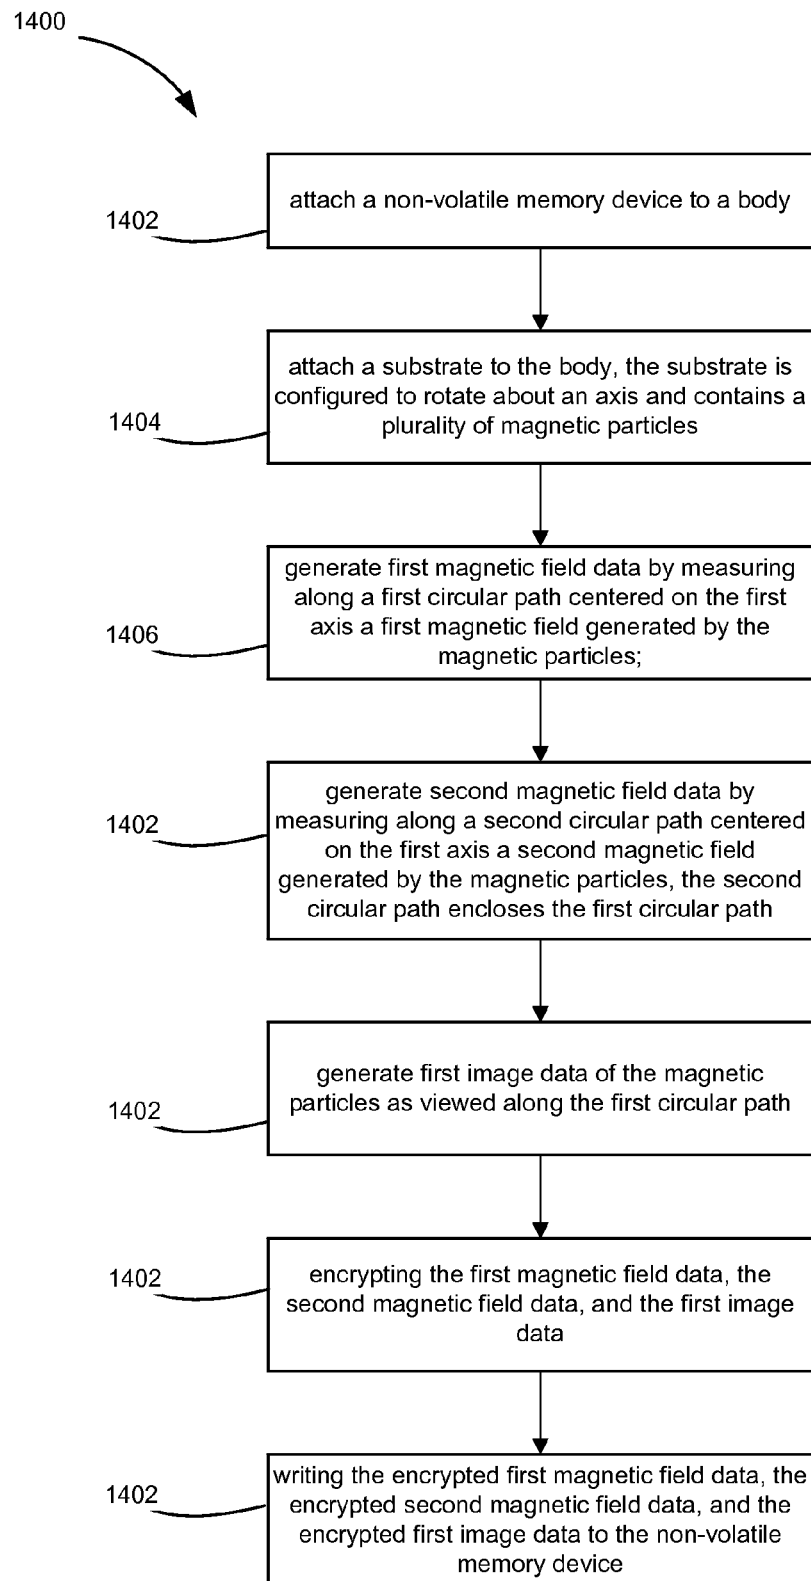 1400
attach a non-volatile memory device to a body
1402
attach a substrate to the body, the substrate is
configured to rotate about an axis and contains a
plurality of magnetic particles
1404
generate first magnetic field data by measuring
along a first circular path centered on the first
axis a first magnetic field generated by the
magnetic particles;
1406
generate second magnetic field data by
measuring along a second circular path centered
on the first axis a second magnetic field
generated by the magnetic particles, the second
circular path encloses the first circular path
1402
generate first image data of the magnetic
particles as viewed along the first circular path
1402
encrypting the first magnetic field data, the
second magnetic field data, and the first image
data
1402
writing the encrypted first magnetic field data, the
encrypted second magnetic field data, and the
encrypted first image data to the non-volatile
memory device
1402